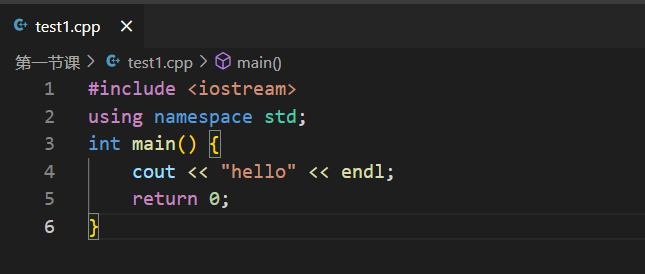 test1.cpp
第一节课 > test1.cpp > main()
1 #include <iostream>
2 using namespace std;
3 int main() {
4     cout << "hello" << endl;
5     return 0;
6 }